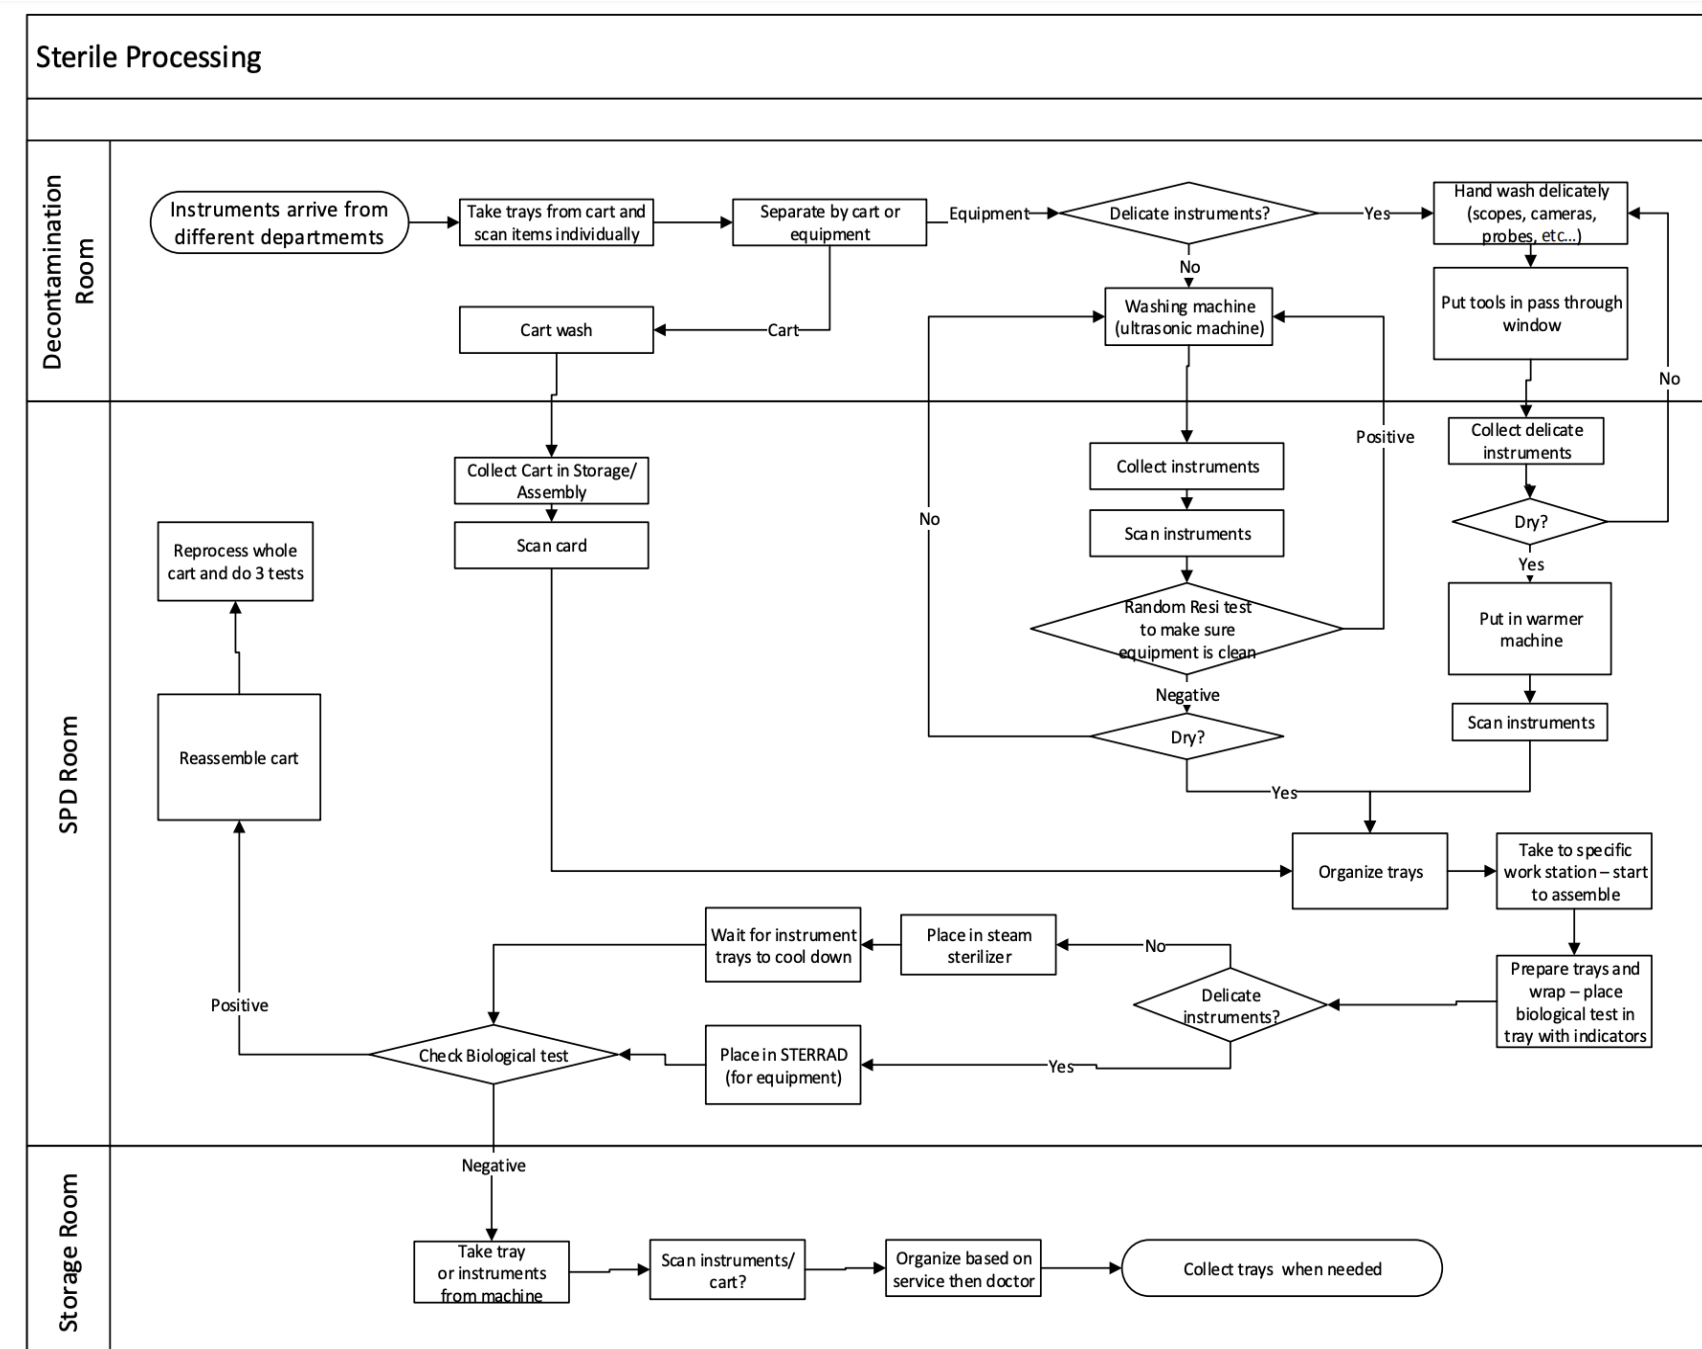 Sterile Processing
Decontamination
Room
Instruments arrive from
different departmemts
Take trays from cart and
scan items individually
Separate by cart or
equipment
Equipment
Delicate instruments?
Yes
Hand wash delicately
(scopes, cameras,
probes, etc...)
No
Washing machine
(ultrasonic machine)
Put tools in pass through
window
Cart
Cart wash
No
SPD Room
Collect Cart in Storage/
Assembly
Scan card
Collect instruments
Scan instruments
Positive
Random Resi test
to make sure
equipment is clean
Negative
Dry?
No
Yes
Collect delicate
instruments
Dry?
Yes
Put in warmer
machine
Scan instruments
Organize trays
Take to specific
work station – start
to assemble
Prepare trays and
wrap – place
biological test in
tray with indicators
Delicate
instruments?
No
Place in steam
sterilizer
Wait for instrument
trays to cool down
Yes
Place in STERRAD
(for equipment)
Check Biological test
Positive
Reassemble cart
Reprocess whole
cart and do 3 tests
Negative
Storage Room
Take tray
or instruments
from machine
Scan instruments/
cart?
Organize based on
service then doctor
Collect trays when needed